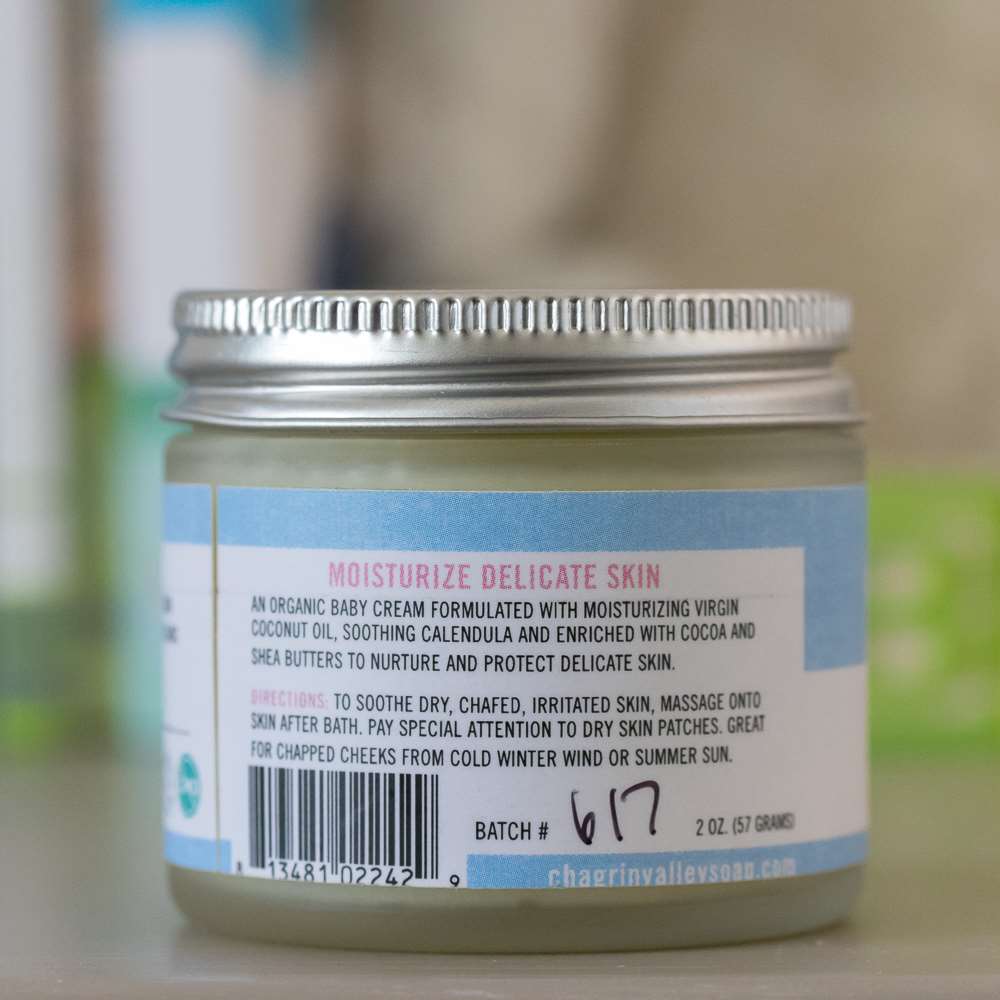 MOISTURIZE DELICATE SKIN
AN ORGANIC BABY CREAM FORMULATED WITH MOISTURIZING VIRGIN
COCONUT OIL, SOOTHING CALENDULA AND ENRICHED WITH COCOA AND
SHEA BUTTERS TO NURTURE AND PROTECT DELICATE SKIN.
DIRECTIONS: TO SOOTHE DRY, CHAFED, IRRITATED SKIN, MASSAGE ONTO
SKIN AFTER BATH. PAY SPECIAL ATTENTION TO DRY SKIN PATCHES. GREAT
FOR CHAPPED CHEEKS FROM COLD WINTER WIND OR SUMMER SUN.
BATCH # 617 2 OZ. (57 GRAMS)
8 13481 02242 9
chagrinvalleysoap.com